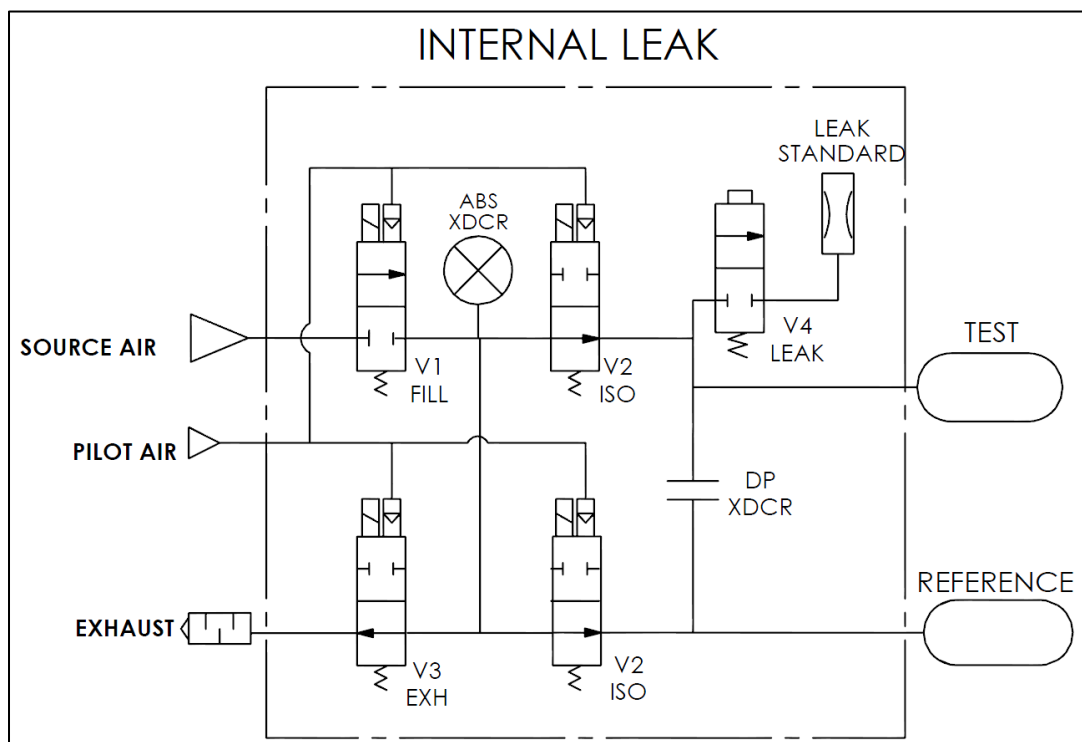 INTERNAL LEAK
LEAK
STANDARD
ABS
XDCR
SOURCE AIR
V1
FILL
V2
ISO
V4
LEAK
TEST
PILOT AIR
DP
XDCR
REFERENCE
EXHAUST
V3
EXH
V2
ISO